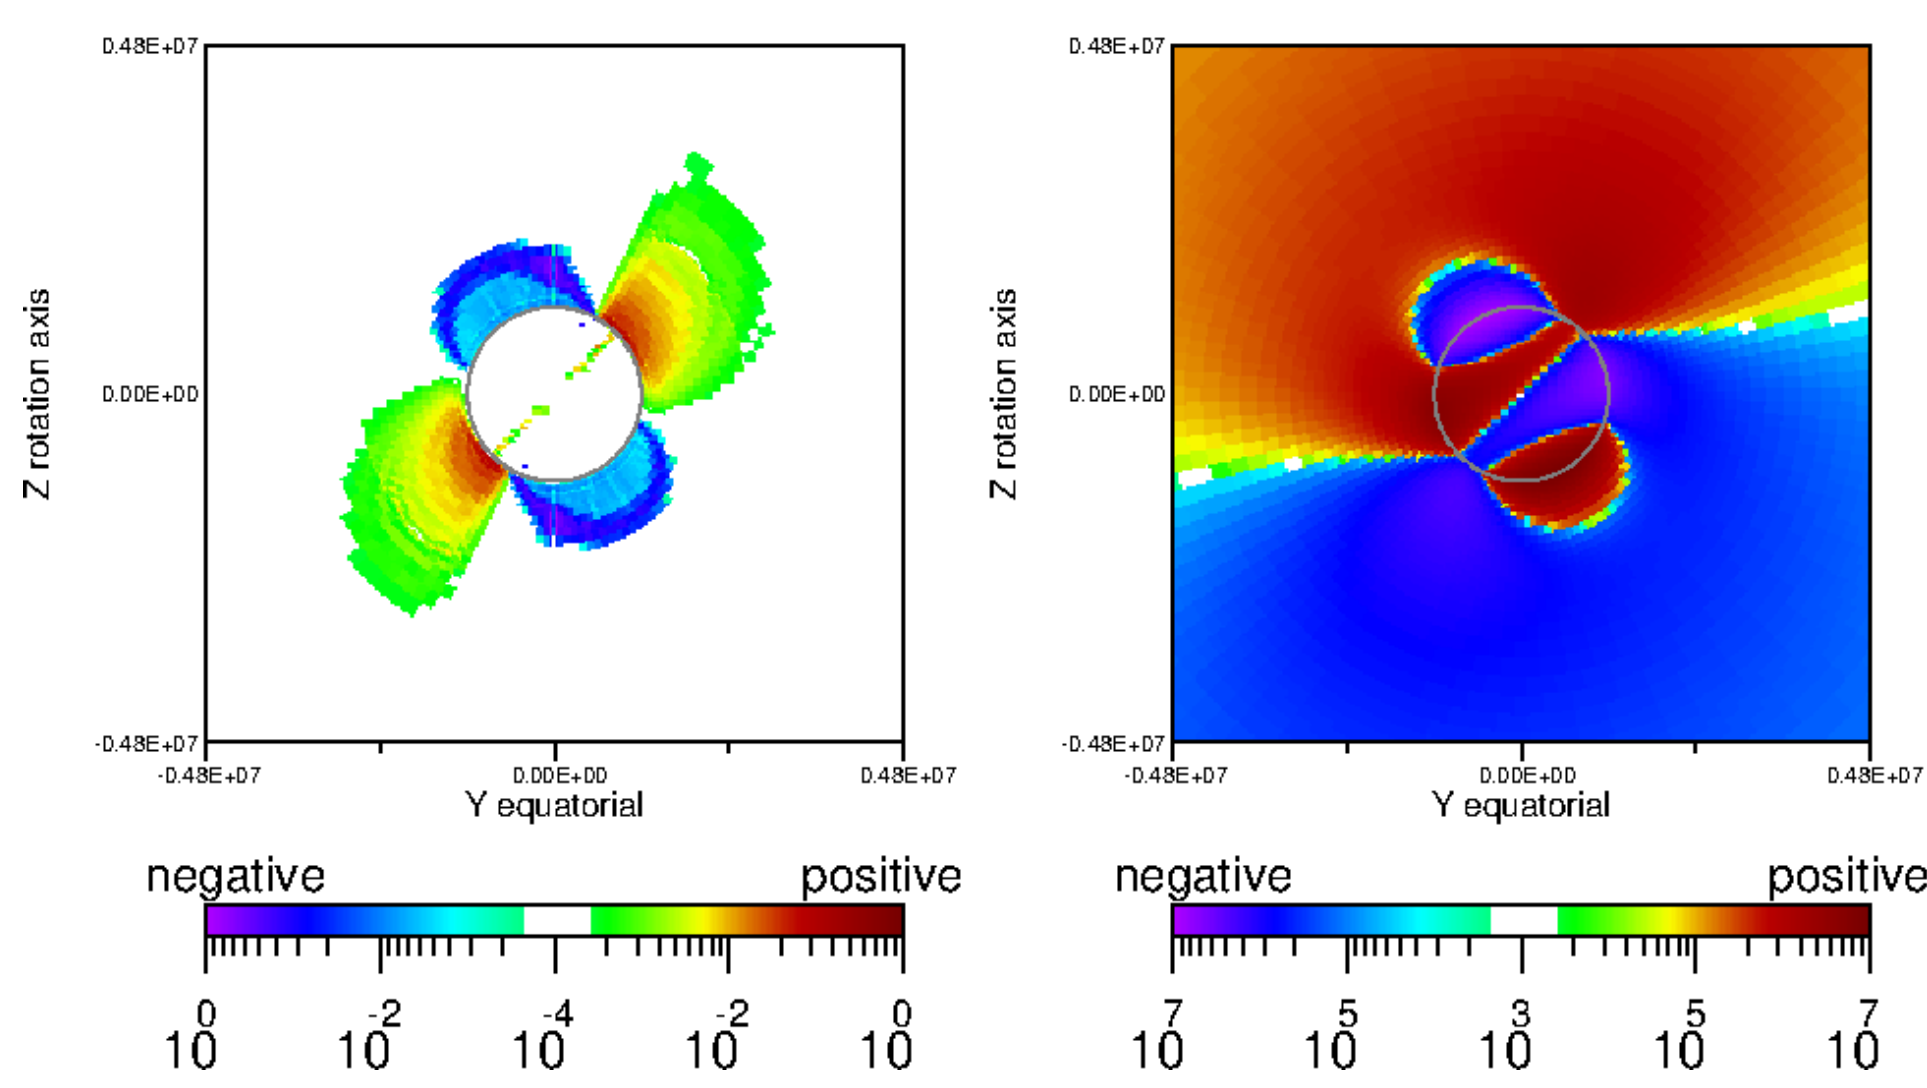 0.48E+07
0.48E+07
Z rotation axis
0.00E+00
Z rotation axis
0.00E+00
-0.48E+07
-0.48E+07
-0.48E+07 0.00E+00 0.48E+07
-0.48E+07 0.00E+00 0.48E+07
Y equatorial
Y equatorial
negative positive
negative positive
10^0 10^-2 10^-4 10^-2 10^0
10^7 10^5 10^3 10^5 10^7